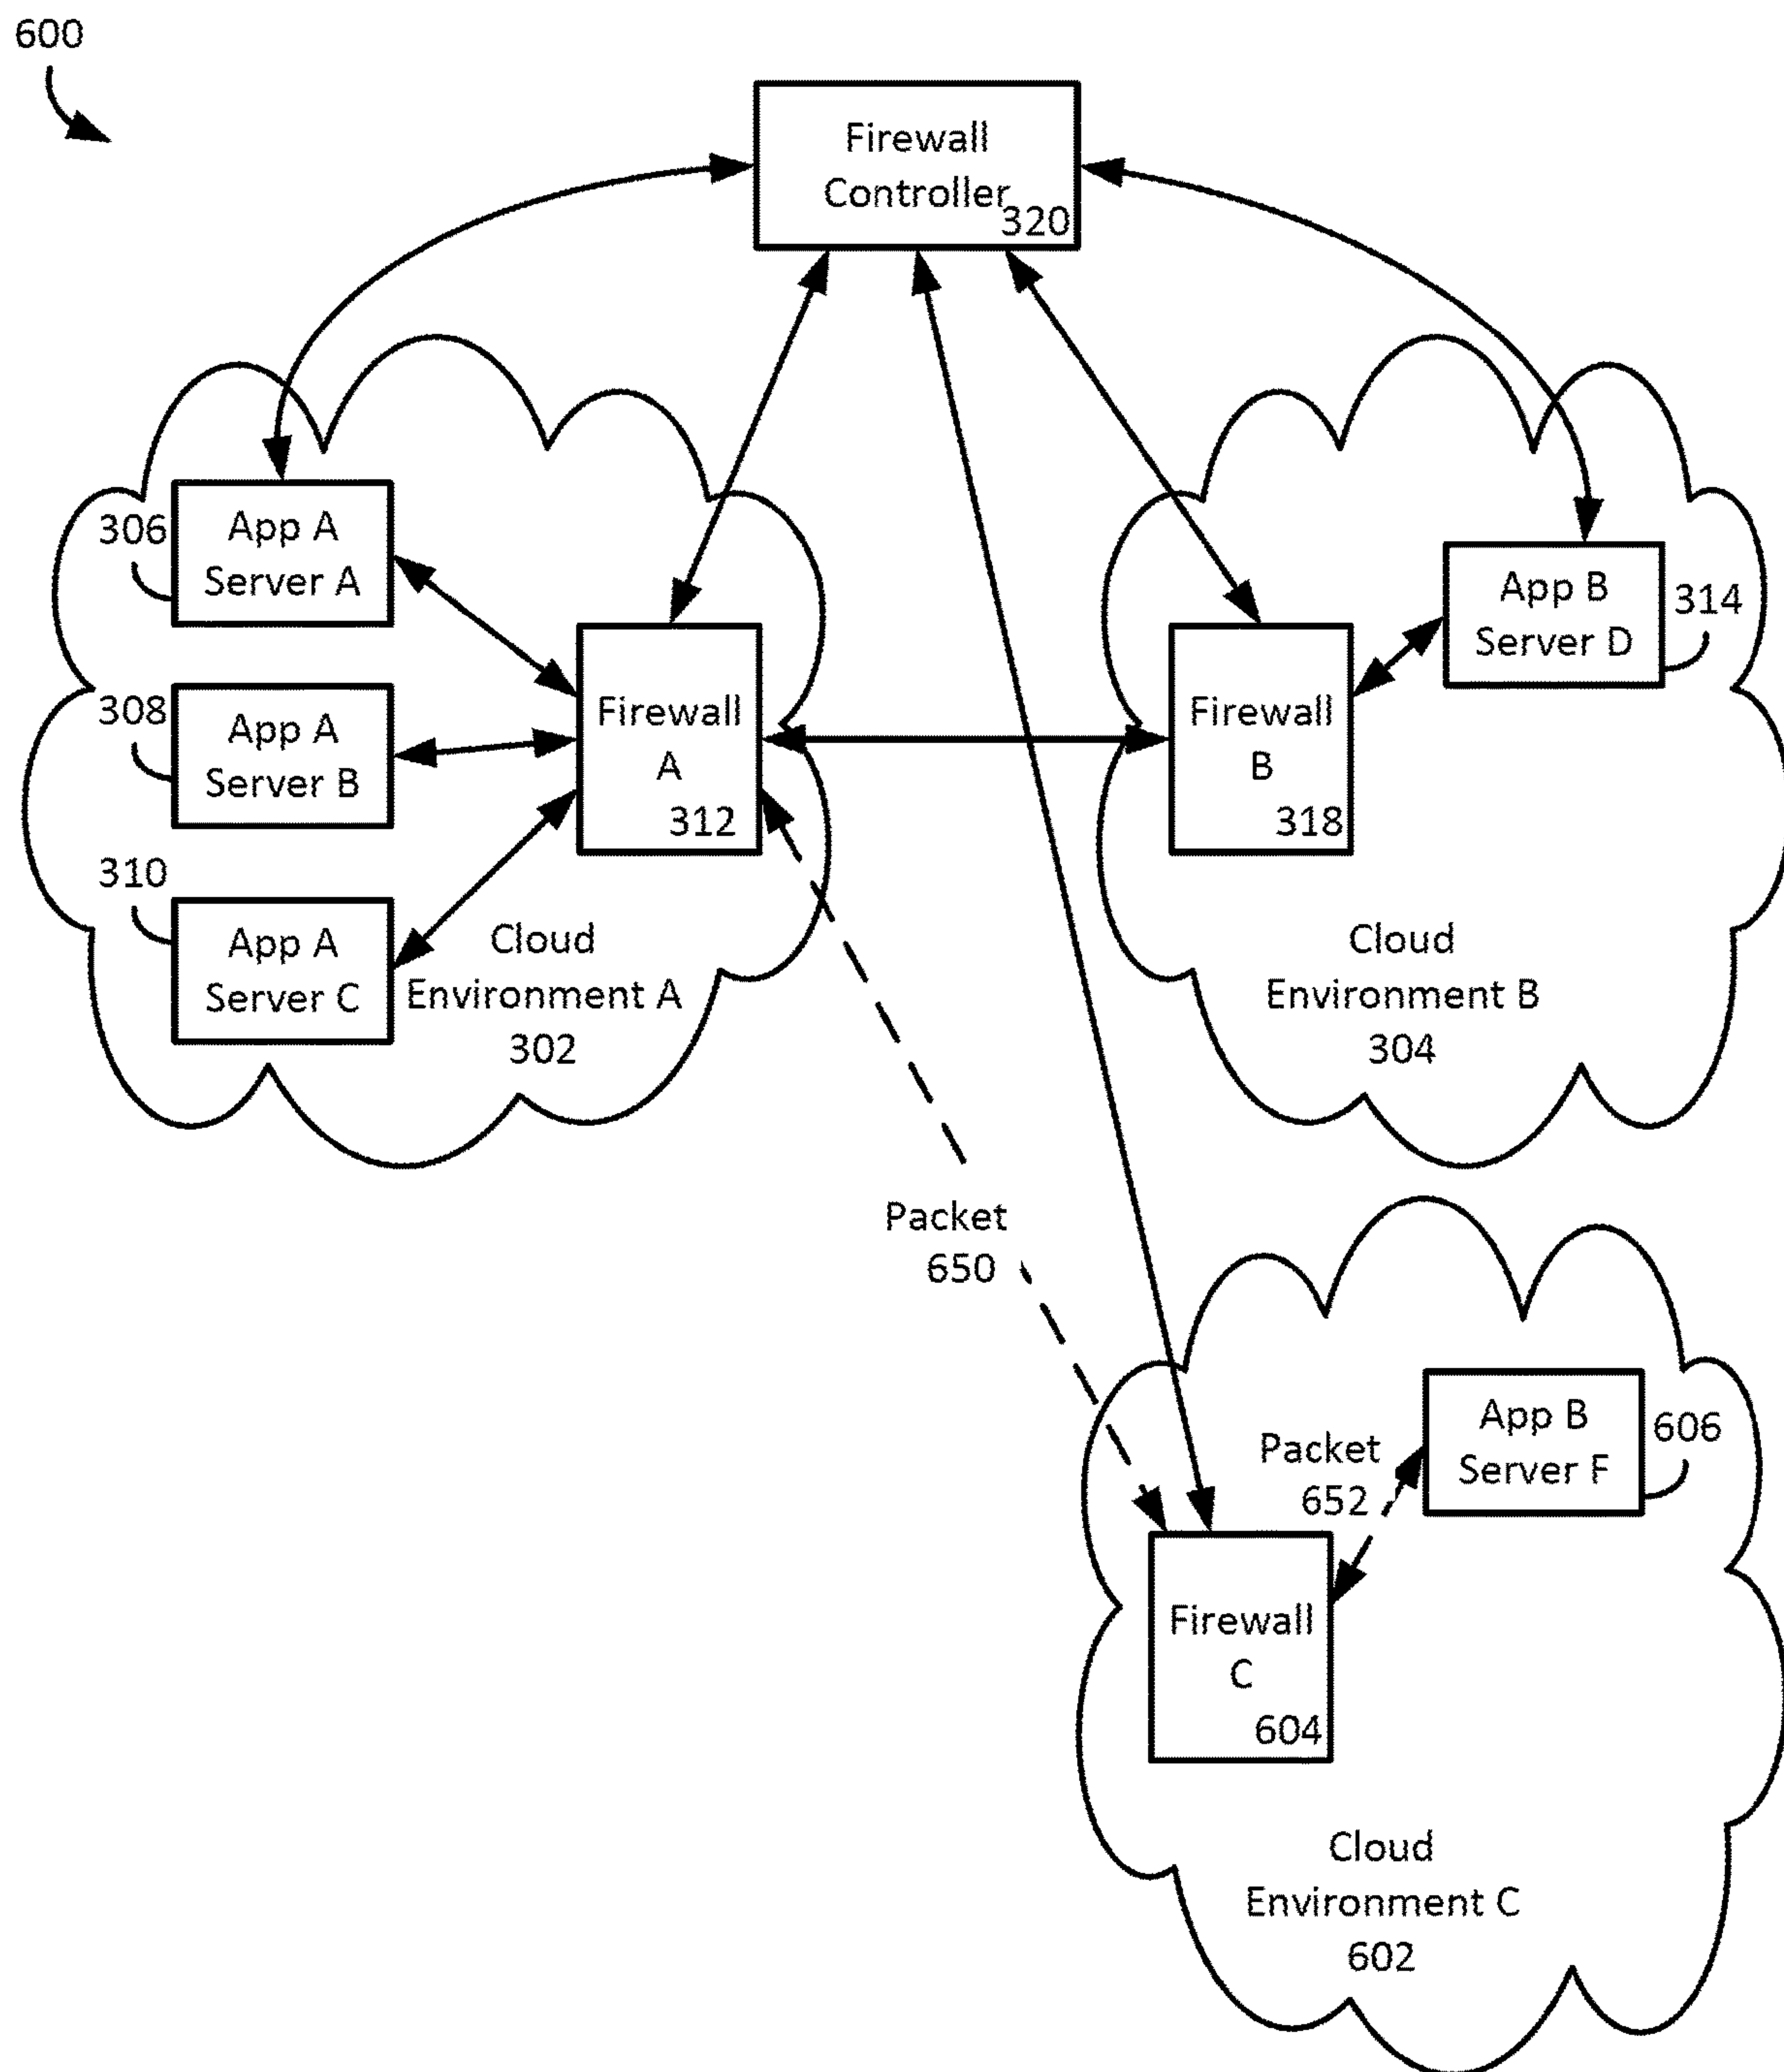 600
Firewall
Controller
320
306
App A
Server A
308
App A
Server B
310
App A
Server C
Firewall
A
312
Cloud
Environment A
302
Firewall
B
318
App B
Server D
314
Cloud
Environment B
304
Packet
650
Packet
652
App B
Server F
606
Firewall
C
604
Cloud
Environment C
602